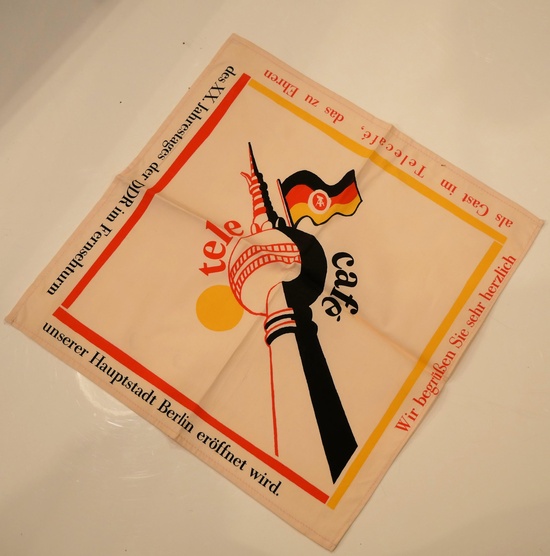 Wir begrüßen Sie sehr herzlich
als Gast im Telecafé, das zu Ehren
des XX. Jahrestages der DDR im Fernsehturm
unserer Hauptstadt Berlin eröffnet wird.
tele
café